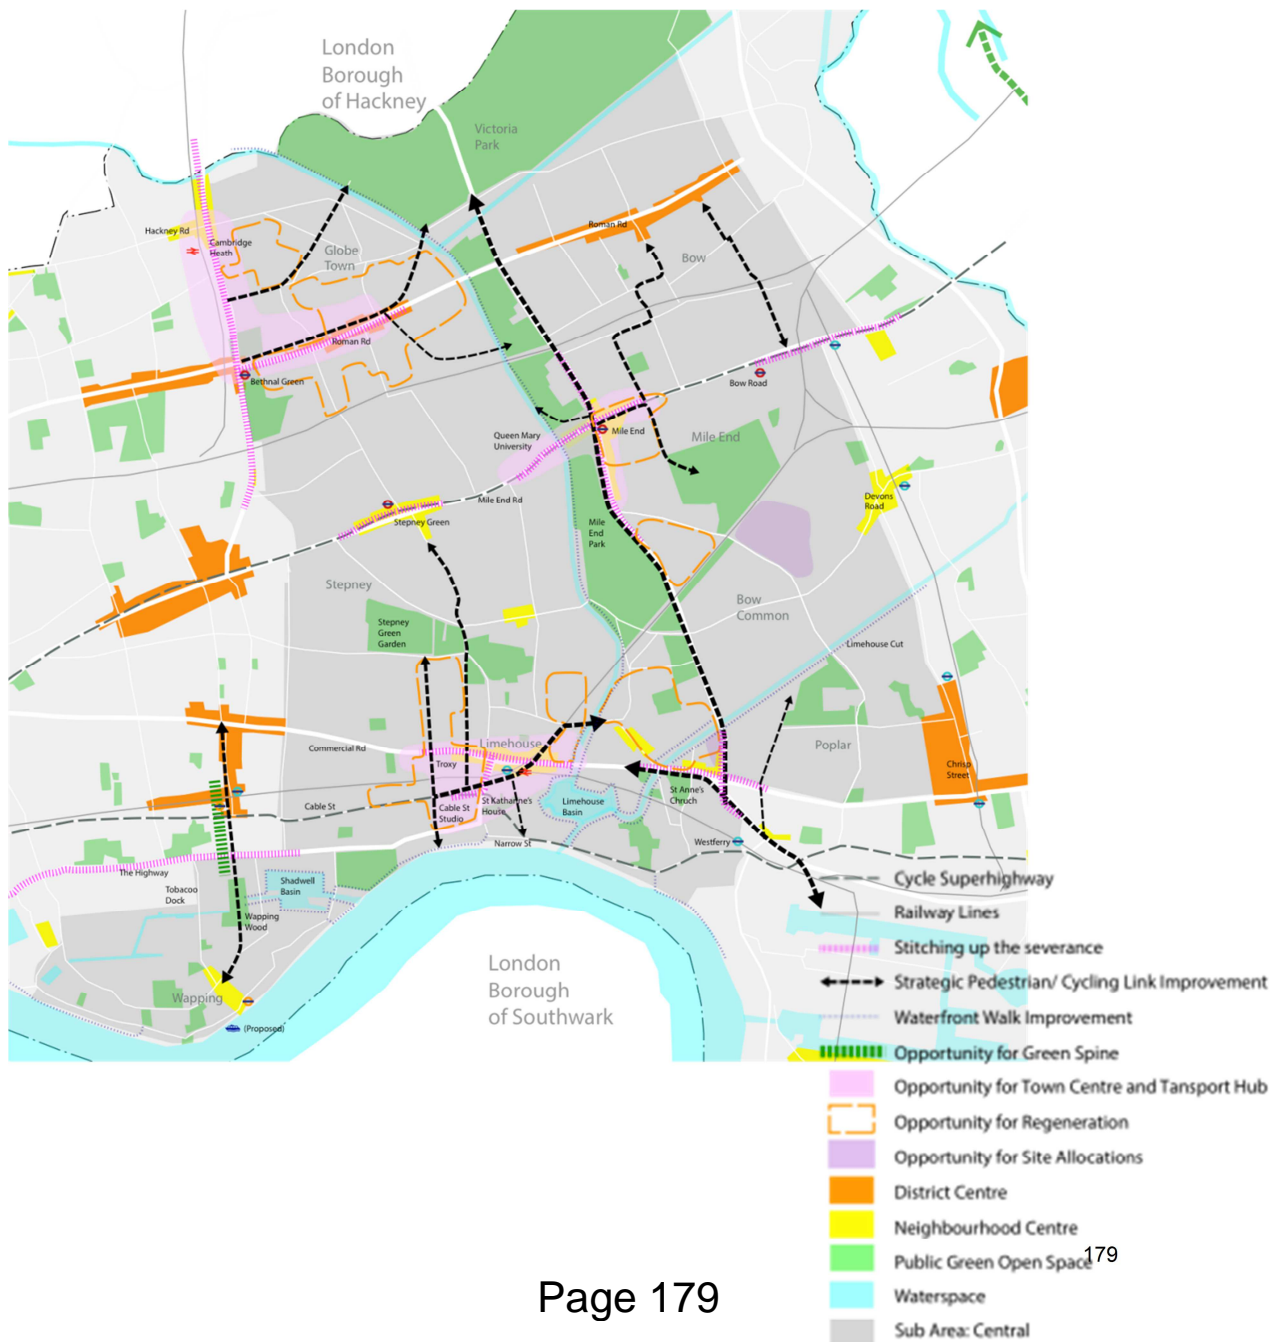 London
Borough
of Hackney
Victoria
Park
Hackney Rd
Cambridge
Heath
Globe
Town
Roman Rd
Bow
Roman Rd
Bethnal Green
Bow Road
Queen Mary
University
Mile End
Mile End
Mile End Rd
Devons
Road
Stepney Green
Mile
End
Park
Stepney
Bow
Common
Stepney
Green
Garden
Limehouse Cut
Commercial Rd
Limehouse
Poplar
Troxy
Chrisp
Street
Cable St
Cable St
Studio
St Katharine's
House
Limehouse
Basin
St Anne's
Chruch
Narrow St
Westferry
The Highway
Tobacoo
Dock
Shadwell
Basin
Wapping
Wood
Wapping
(Proposed)
London
Borough
of Southwark
Cycle Superhighway
Railway Lines
Stitching up the severance
Strategic Pedestrian/ Cycling Link Improvement
Waterfront Walk Improvement
Opportunity for Green Spine
Opportunity for Town Centre and Tansport Hub
Opportunity for Regeneration
Opportunity for Site Allocations
District Centre
Neighbourhood Centre
Public Green Open Space
179
Waterspace
Sub Area: Central
Page 179